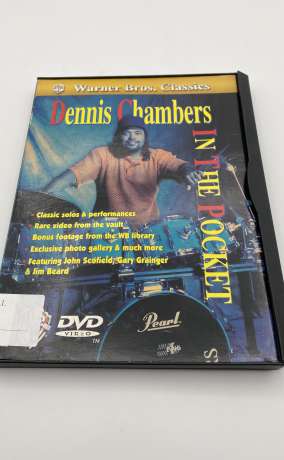 Warner Bros. Classics
Dennis Chambers
IN THE POCKET
Classic solos & performances
Rare video from the vault
Bonus footage from the WB library
Exclusive photo gallery & much more
Featuring John Scofield, Gary Grainger
& Jim Beard
DVD
VIDEO
TM
Pearl